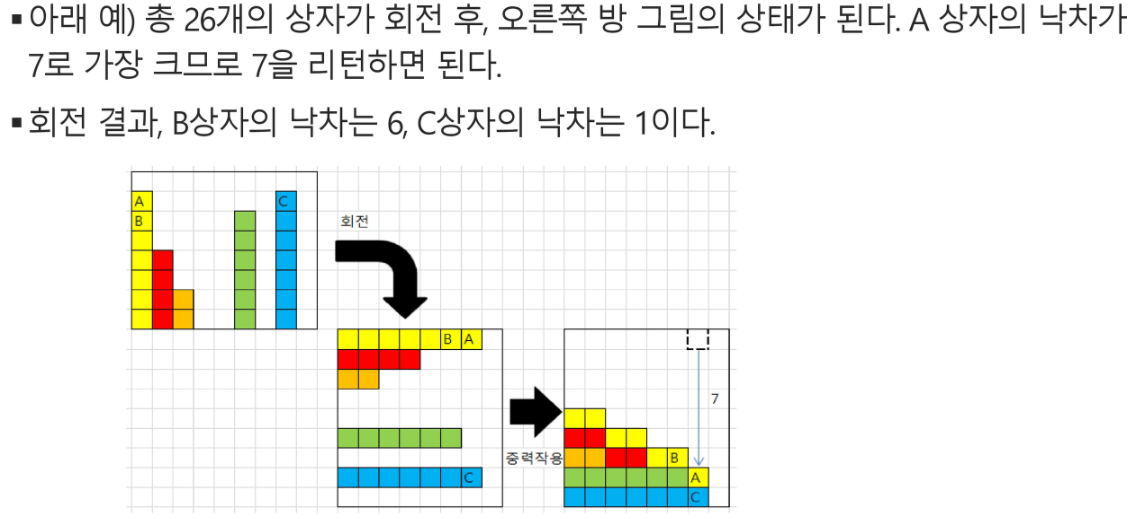 ▪ 아래 예) 총 26개의 상자가 회전 후, 오른쪽 방 그림의 상태가 된다. A 상자의 낙차가
7로 가장 크므로 7을 리턴하면 된다.
▪ 회전 결과, B상자의 낙차는 6, C상자의 낙차는 1이다.
A
C
B
회전
B A
7
중력작용
B
C
A
C